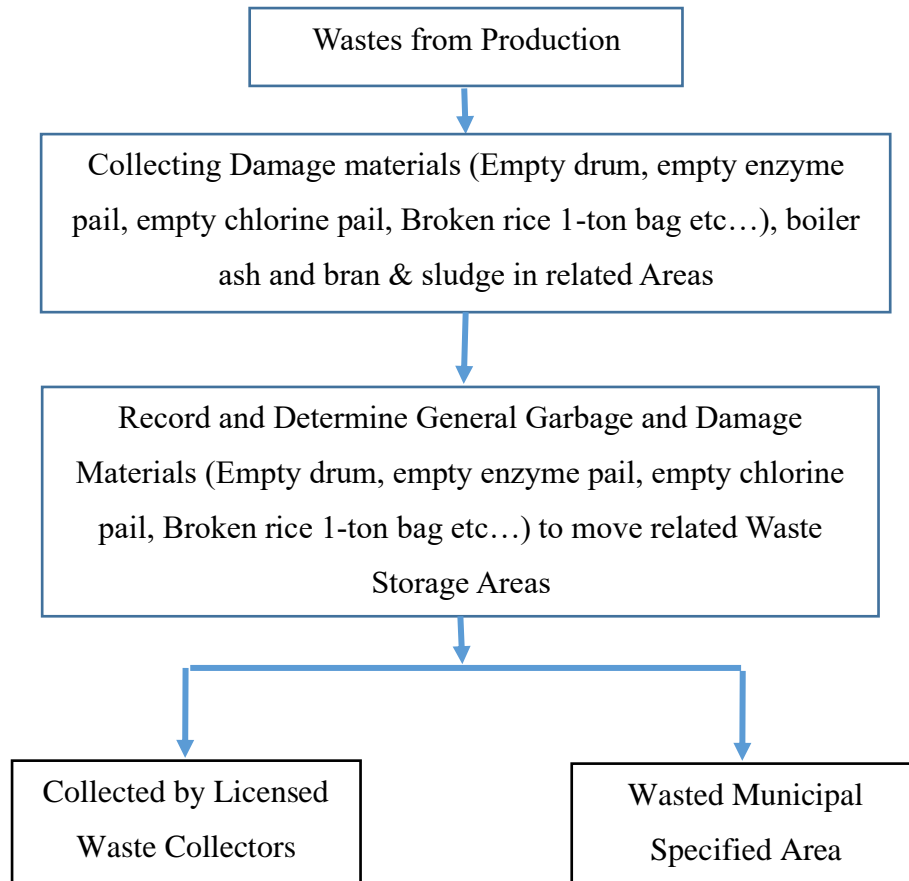 Wastes from Production
Collecting Damage materials (Empty drum, empty enzyme
pail, empty chlorine pail, Broken rice 1-ton bag etc…), boiler
ash and bran & sludge in related Areas
Record and Determine General Garbage and Damage
Materials (Empty drum, empty enzyme pail, empty chlorine
pail, Broken rice 1-ton bag etc…) to move related Waste
Storage Areas
Collected by Licensed
Waste Collectors
Wasted Municipal
Specified Area